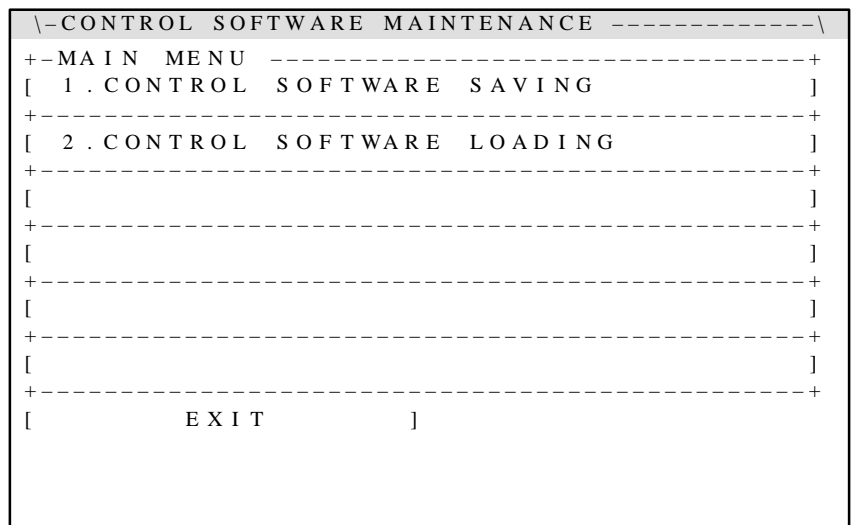 \–CONTROL SOFTWARE MAINTENANCE –––––––––––––\
+–MAIN MENU ––––––––––––––––––––––––––––––––––+
[ 1.CONTROL SOFTWARE SAVING ]
+––––––––––––––––––––––––––––––––––––––––––––––––+
[ 2.CONTROL SOFTWARE LOADING ]
+––––––––––––––––––––––––––––––––––––––––––––––––+
[ ]
+––––––––––––––––––––––––––––––––––––––––––––––––+
[ ]
+––––––––––––––––––––––––––––––––––––––––––––––––+
[ ]
+––––––––––––––––––––––––––––––––––––––––––––––––+
[ ]
+––––––––––––––––––––––––––––––––––––––––––––––––+
[ EXIT ]